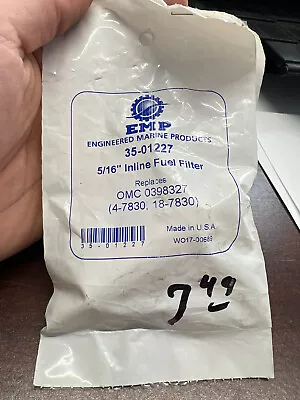 EMP
ENGINEERED MARINE PRODUCTS
35-01227
5/16" Inline Fuel Filter
Replaces
OMC 0398327
(4-7830, 18-7830)
35-01227
Made in U.S.A
WO17-00689
7 49